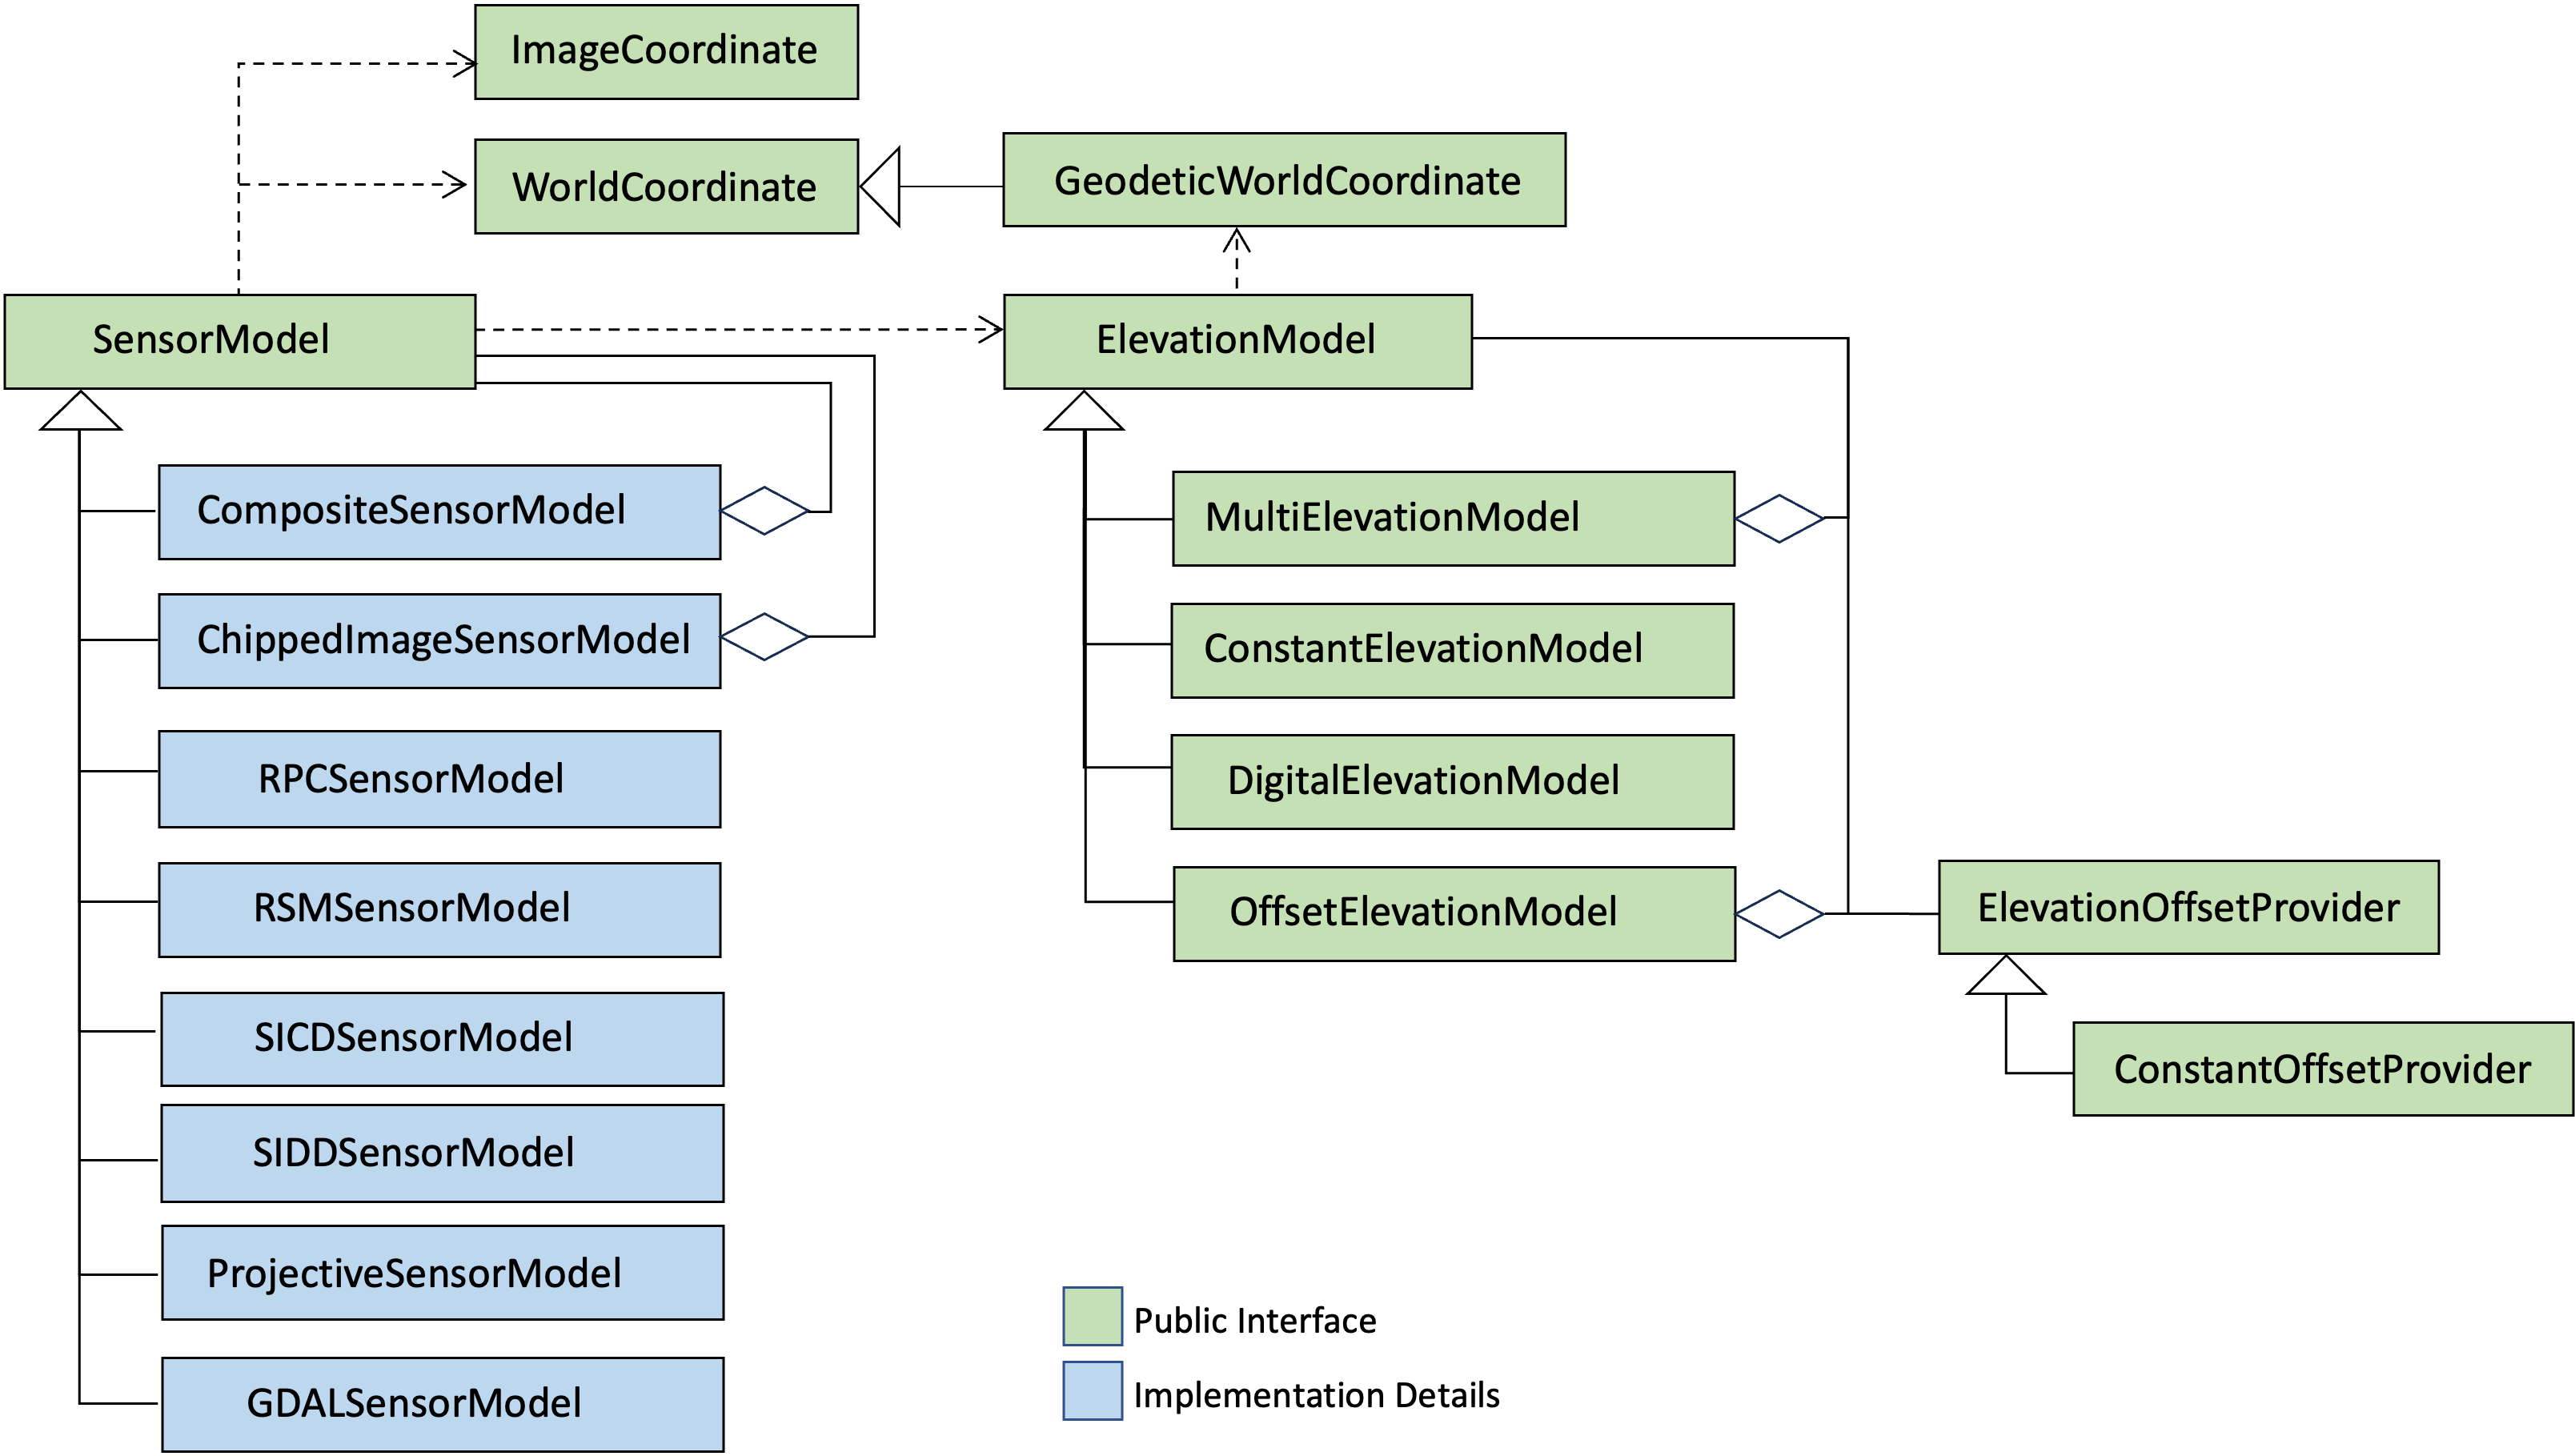 ImageCoordinate
WorldCoordinate
GeodeticWorldCoordinate
SensorModel
ElevationModel
CompositeSensorModel
ChippedImageSensorModel
RPCSensorModel
RSMSensorModel
SICDSensorModel
SIDDSensorModel
ProjectiveSensorModel
GDALSensorModel
MultiElevationModel
ConstantElevationModel
DigitalElevationModel
OffsetElevationModel
ElevationOffsetProvider
ConstantOffsetProvider
Public Interface
Implementation Details